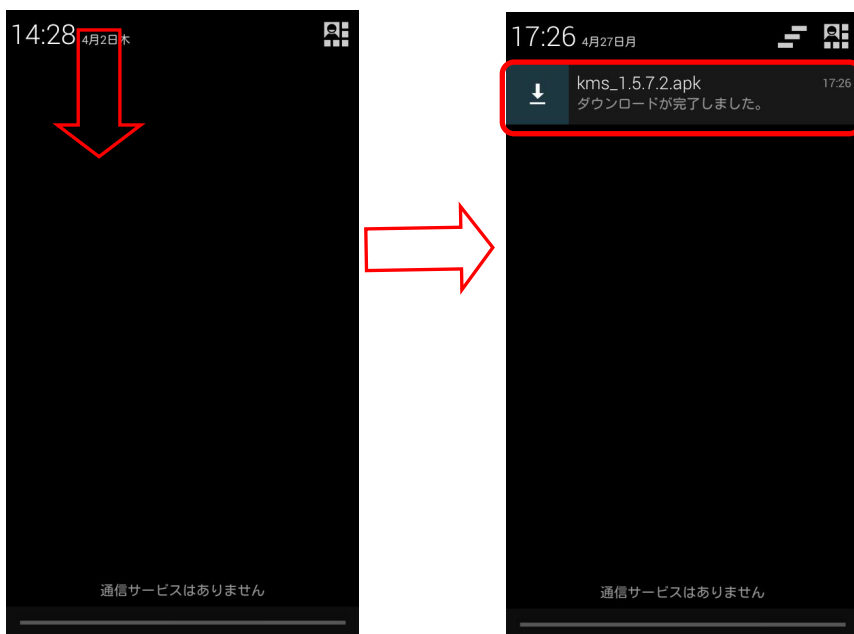 14:28 4月2日木
通信サービスはありません
17:26 4月27日月
kms_1.5.7.2.apk 17:26
ダウンロードが完了しました。
通信サービスはありません